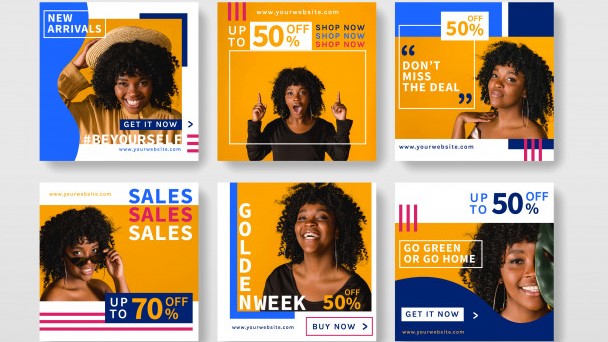 NEW
ARRIVALS
GET IT NOW >
#BEYOURSELF
www.yourwebsite.com
www.yourwebsite.com
UP TO 50% OFF
SHOP NOW
SHOP NOW
SHOP NOW
50% OFF
“
DON'T
MISS
THE DEAL
”
www.yourwebsite.com
www.yourwebsite.com
SALES
SALES
SALES
UP TO 70% OFF
GOLDEN
WEEK
50% OFF
www.yourwebsite.com
BUY NOW >
UP TO 50% OFF
GO GREEN
OR GO HOME
GET IT NOW >
www.yourwebsite.com